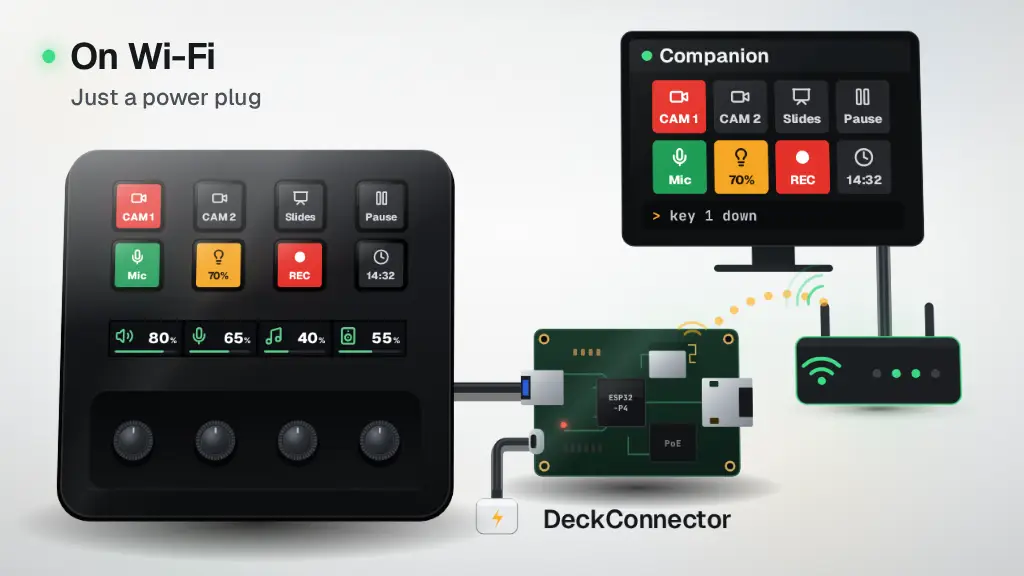 On Wi-Fi
Just a power plug
Companion
CAM 1 CAM 2 Slides Pause
Mic 70% REC 14:32
> key 1 down
CAM 1 CAM 2 Slides Pause
Mic 70% REC 14:32
80% 65% 40% 55%
ESP32
-P4
PoE
DeckConnector